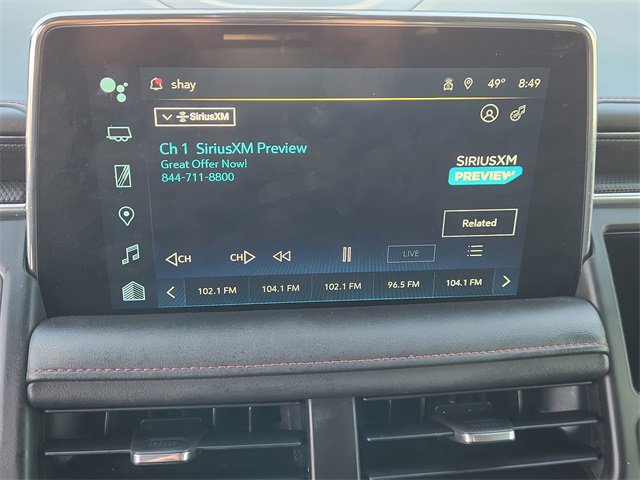 shay
49° 8:49
SiriusXM
Ch 1 SiriusXM Preview
Great Offer Now!
844-711-8800
SIRIUSXM
PREVIEW
Related
CH
CH
LIVE
102.1 FM
104.1 FM
102.1 FM
96.5 FM
104.1 FM